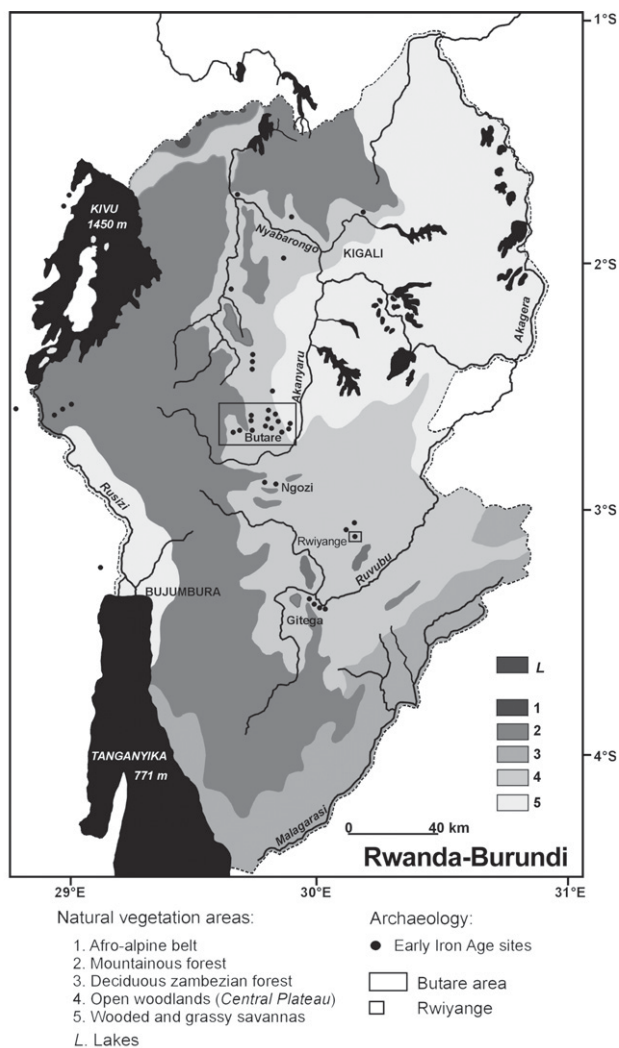 1°S
KIVU
1450 m
Nyabarongo
KIGALI
2°S
Akagera
Akanyaru
Butare
Ngozi
Rusizi
3°S
Rwiyange
Ruvubu
BUJUMBURA
Gitega
L
1
2
3
4
5
4°S
TANGANYIKA
771 m
Malagarasi
0 40 km
Rwanda-Burundi
29°E 30°E 31°E
Natural vegetation areas:
1. Afro-alpine belt
2. Mountainous forest
3. Deciduous zambezian forest
4. Open woodlands (Central Plateau)
5. Wooded and grassy savannas
L. Lakes
Archaeology:
Early Iron Age sites
Butare area
Rwiyange